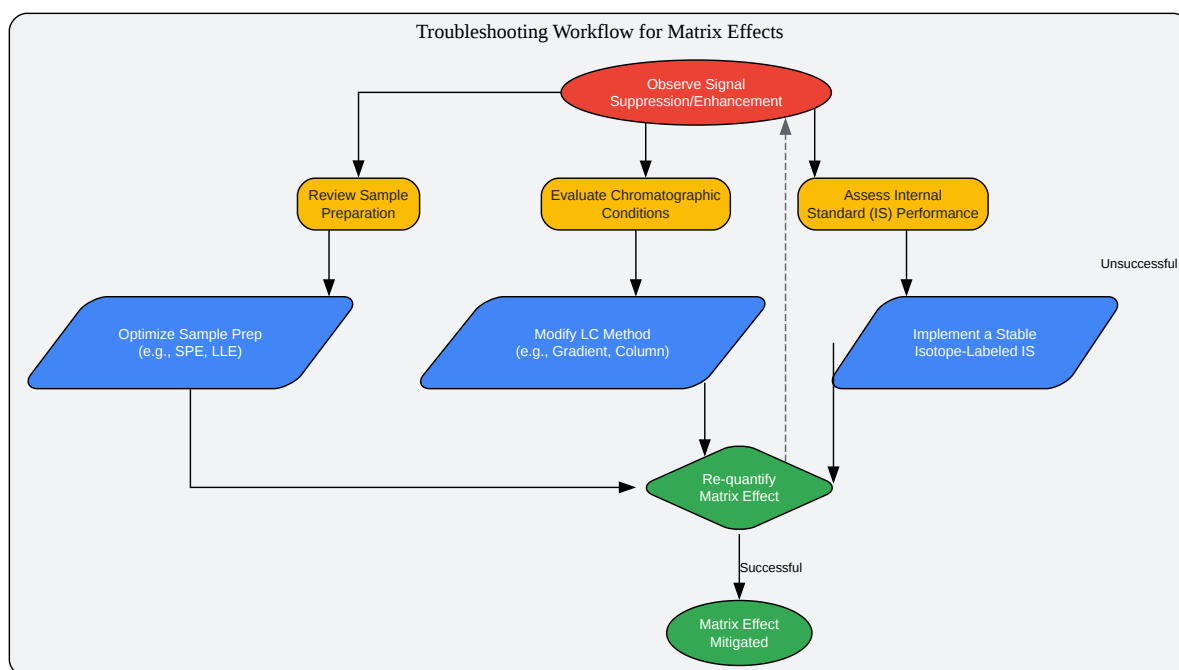 Troubleshooting Workflow for Matrix Effects
Observe Signal
Suppression/Enhancement
Review Sample
Preparation
Evaluate Chromatographic
Conditions
Assess Internal
Standard (IS) Performance
Unsuccessful
Optimize Sample Prep
(e.g., SPE, LLE)
Modify LC Method
(e.g., Gradient, Column)
Implement a Stable
Isotope-Labeled IS
Re-quantify
Matrix Effect
Successful
Matrix Effect
Mitigated